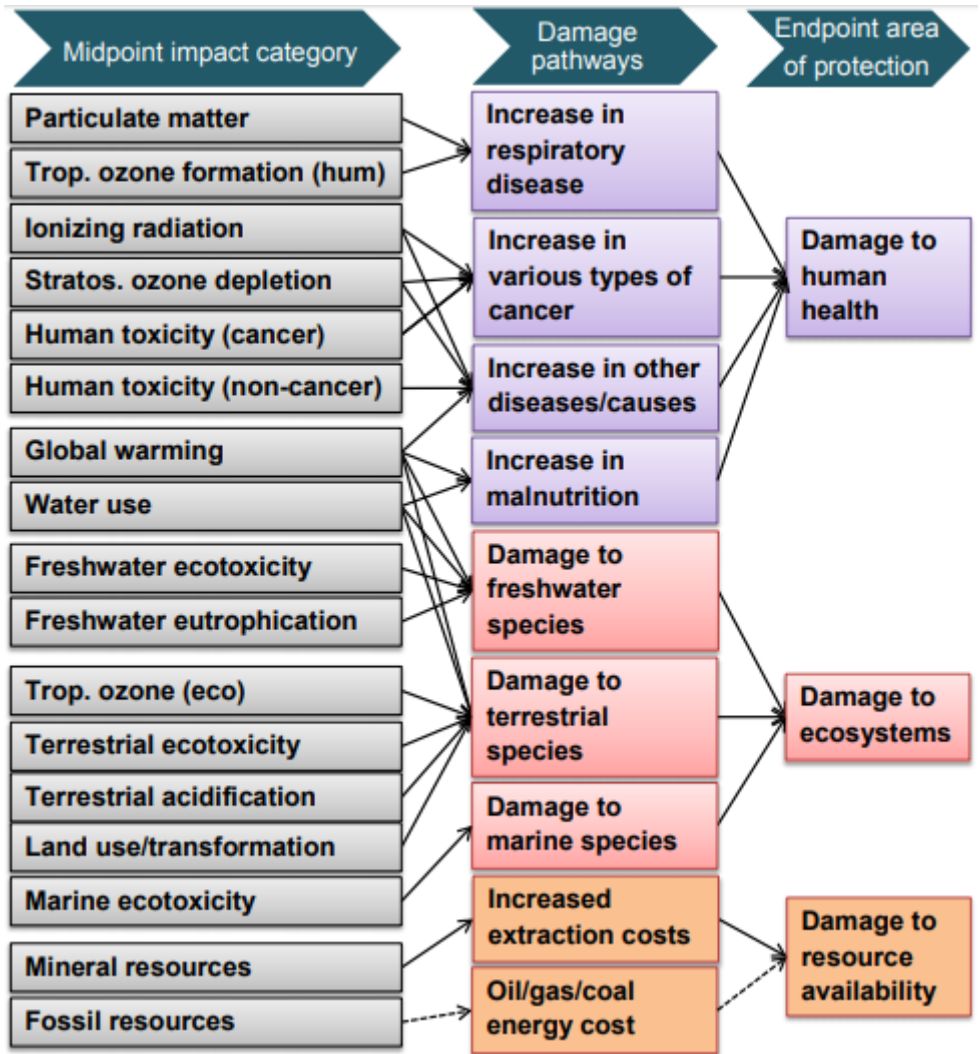 Midpoint impact category
Damage
pathways
Endpoint area
of protection
Particulate matter
Trop. ozone formation (hum)
Ionizing radiation
Stratos. ozone depletion
Human toxicity (cancer)
Human toxicity (non-cancer)
Global warming
Water use
Freshwater ecotoxicity
Freshwater eutrophication
Trop. ozone (eco)
Terrestrial ecotoxicity
Terrestrial acidification
Land use/transformation
Marine ecotoxicity
Mineral resources
Fossil resources
Increase in
respiratory
disease
Increase in
various types of
cancer
Increase in other
diseases/causes
Increase in
malnutrition
Damage to
freshwater
species
Damage to
terrestrial
species
Damage to
marine species
Increased
extraction costs
Oil/gas/coal
energy cost
Damage to
human
health
Damage to
ecosystems
Damage to
resource
availability